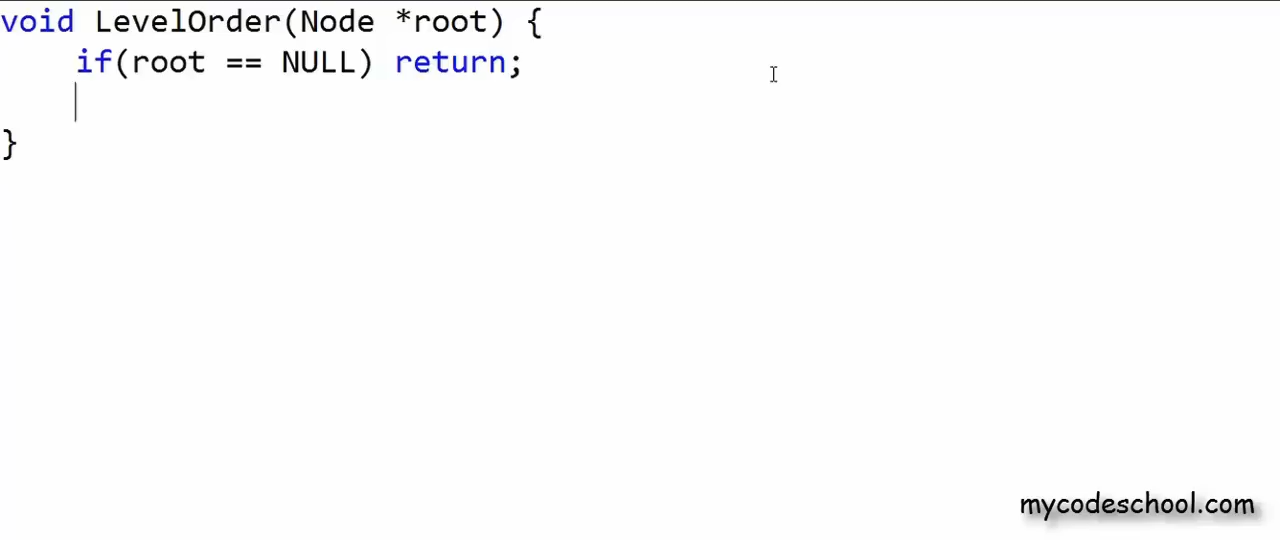 void LevelOrder(Node *root) {
    if(root == NULL) return;
}
mycodeschool.com